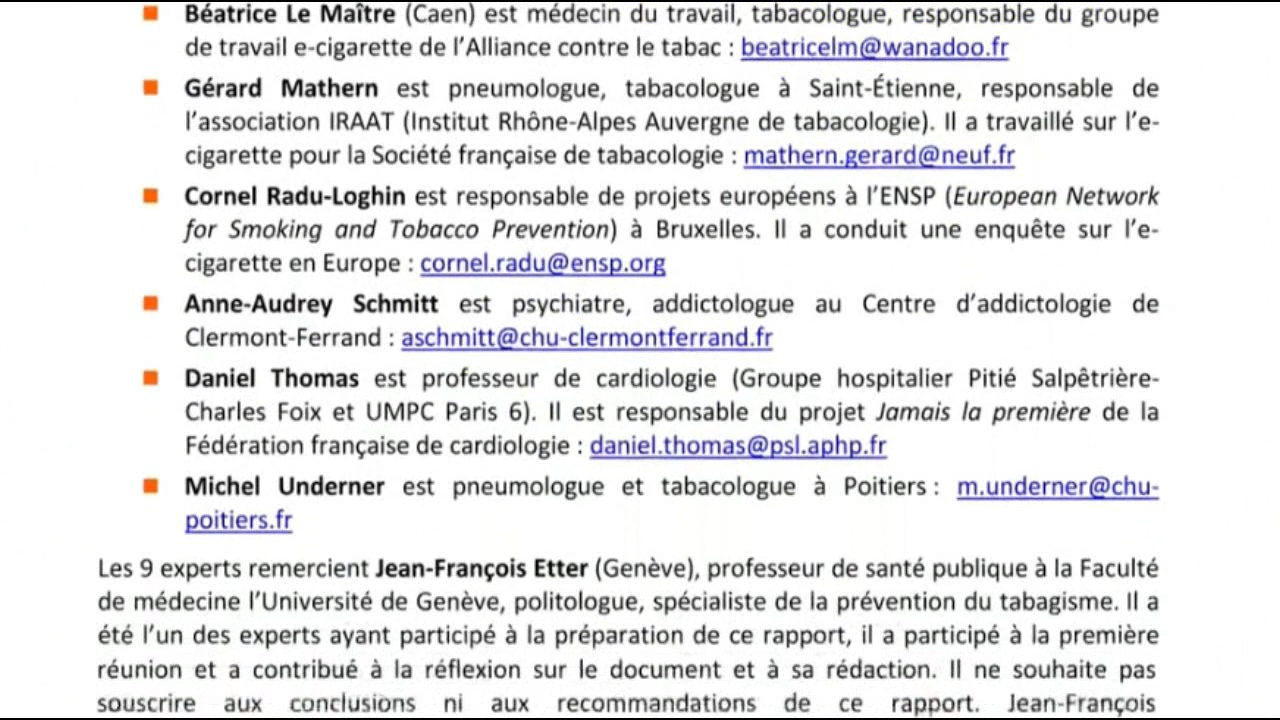 Béatrice Le Maître (Caen) est médecin du travail, tabacologue, responsable du groupe
de travail e-cigarette de l'Alliance contre le tabac : beatricelm@wanadoo.fr
Gérard Mathern est pneumologue, tabacologue à Saint-Étienne, responsable de
l'association IRAAT (Institut Rhône-Alpes Auvergne de tabacologie). Il a travaillé sur l'e-
cigarette pour la Société française de tabacologie : mathern.gerard@neuf.fr
Cornel Radu-Loghin est responsable de projets européens à l'ENSP (European Network
for Smoking and Tobacco Prevention) à Bruxelles. Il a conduit une enquête sur l'e-
cigarette en Europe : cornel.radu@ensp.org
Anne-Audrey Schmitt est psychiatre, addictologue au Centre d'addictologie de
Clermont-Ferrand : aschmitt@chu-clermontferrand.fr
Daniel Thomas est professeur de cardiologie (Groupe hospitalier Pitié Salpêtrière-
Charles Foix et UMPC Paris 6). Il est responsable du projet Jamais la première de la
Fédération française de cardiologie : daniel.thomas@psl.aphp.fr
Michel Underner est pneumologue et tabacologue à Poitiers : m.underner@chu-
poitiers.fr
Les 9 experts remercient Jean-François Etter (Genève), professeur de santé publique à la Faculté
de médecine l'Université de Genève, politologue, spécialiste de la prévention du tabagisme. Il a
été l'un des experts ayant participé à la préparation de ce rapport, il a participé à la première
réunion et a contribué à la réflexion sur le document et à sa rédaction. Il ne souhaite pas
souscrire aux conclusions ni aux recommandations de ce rapport. Jean-François